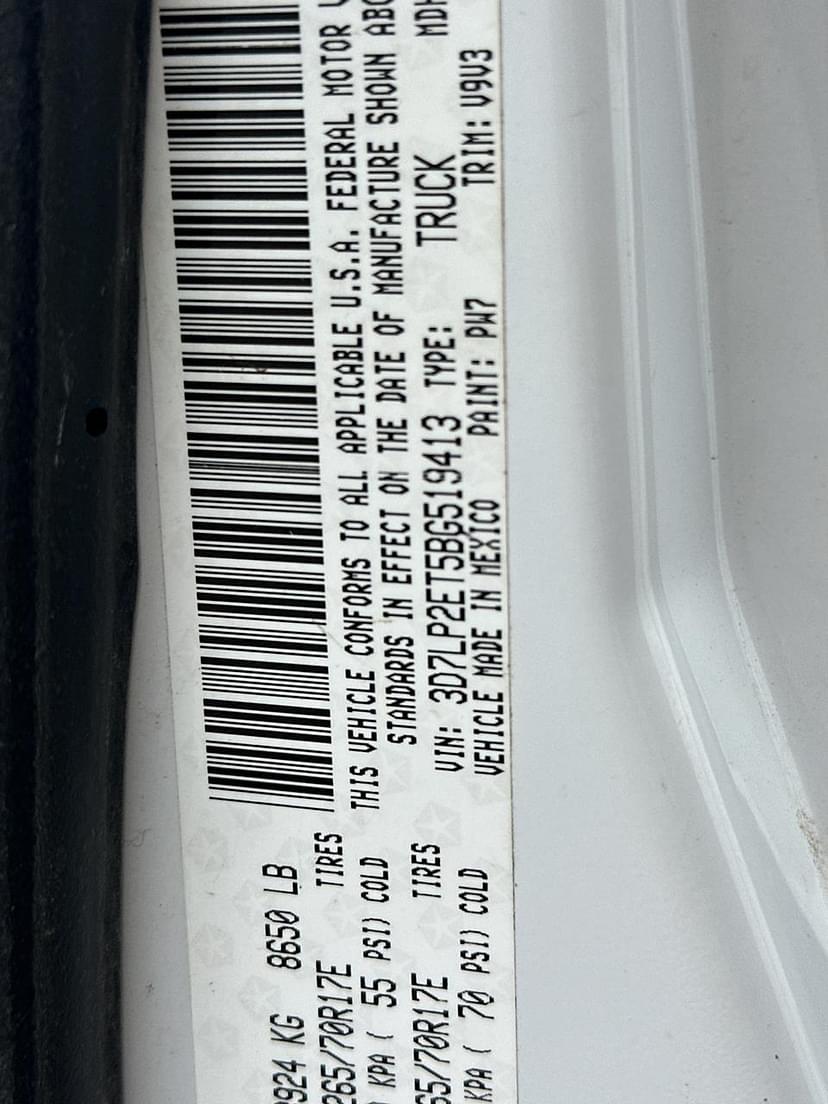 924 KG 8650 LB
265/70R17E TIRES
KPA ( 55 PSI) COLD
65/70R17E TIRES
KPA ( 70 PSI) COLD
THIS VEHICLE CONFORMS TO ALL APPLICABLE U.S.A. FEDERAL MOTOR
STANDARDS IN EFFECT ON THE DATE OF MANUFACTURE SHOWN ABO
VIN: 3D7LP2ET5BG519413 TYPE: TRUCK MDH
VEHICLE MADE IN MEXICO PAINT: PW7 TRIM: V9V3